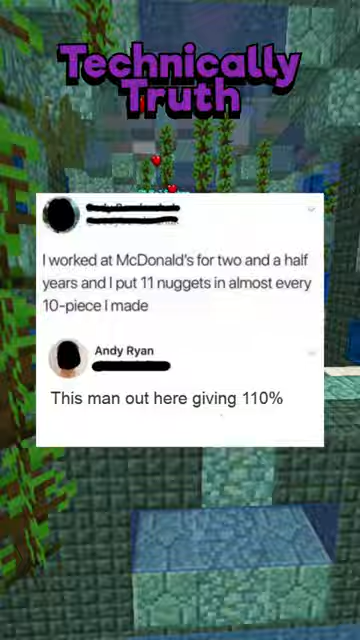 Technically
Truth
I worked at McDonald's for two and a half
years and I put 11 nuggets in almost every
10-piece I made
Andy Ryan
This man out here giving 110%